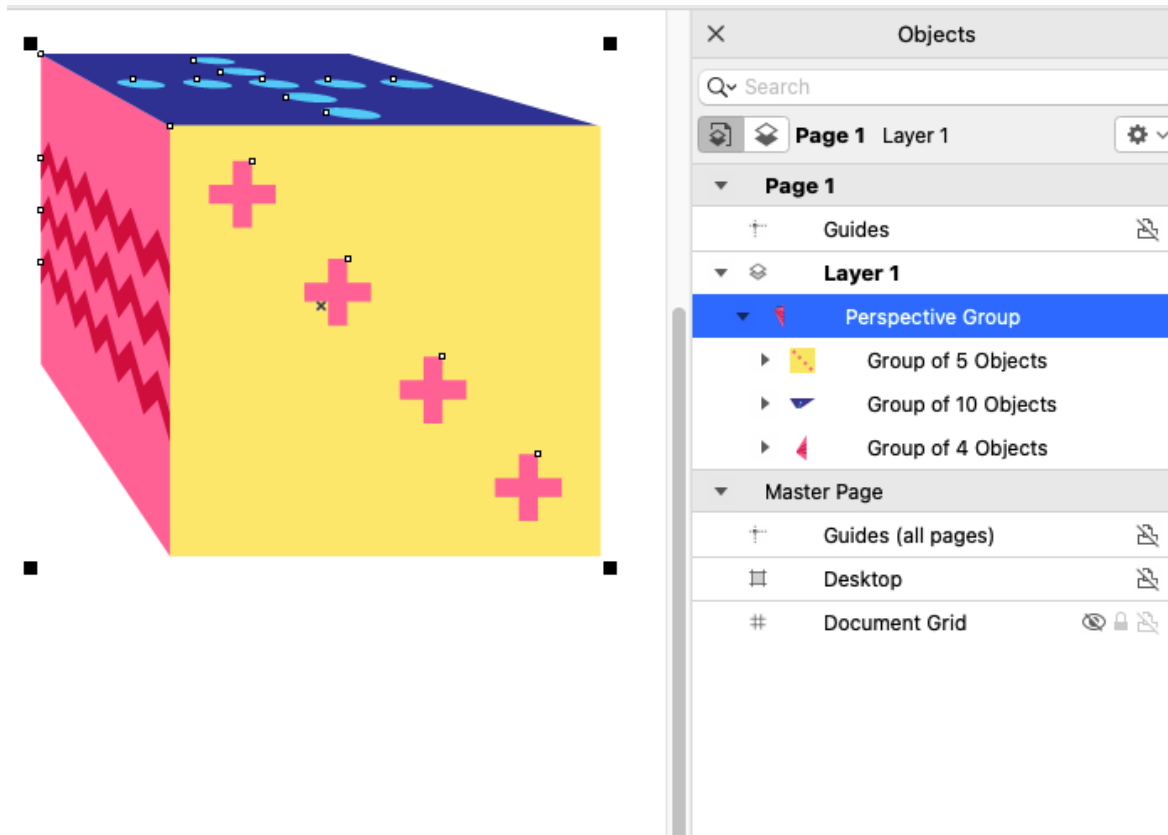 Objects
Search
Page 1 Layer 1
Page 1
Guides
Layer 1
Perspective Group
Group of 5 Objects
Group of 10 Objects
Group of 4 Objects
Master Page
Guides (all pages)
Desktop
Document Grid